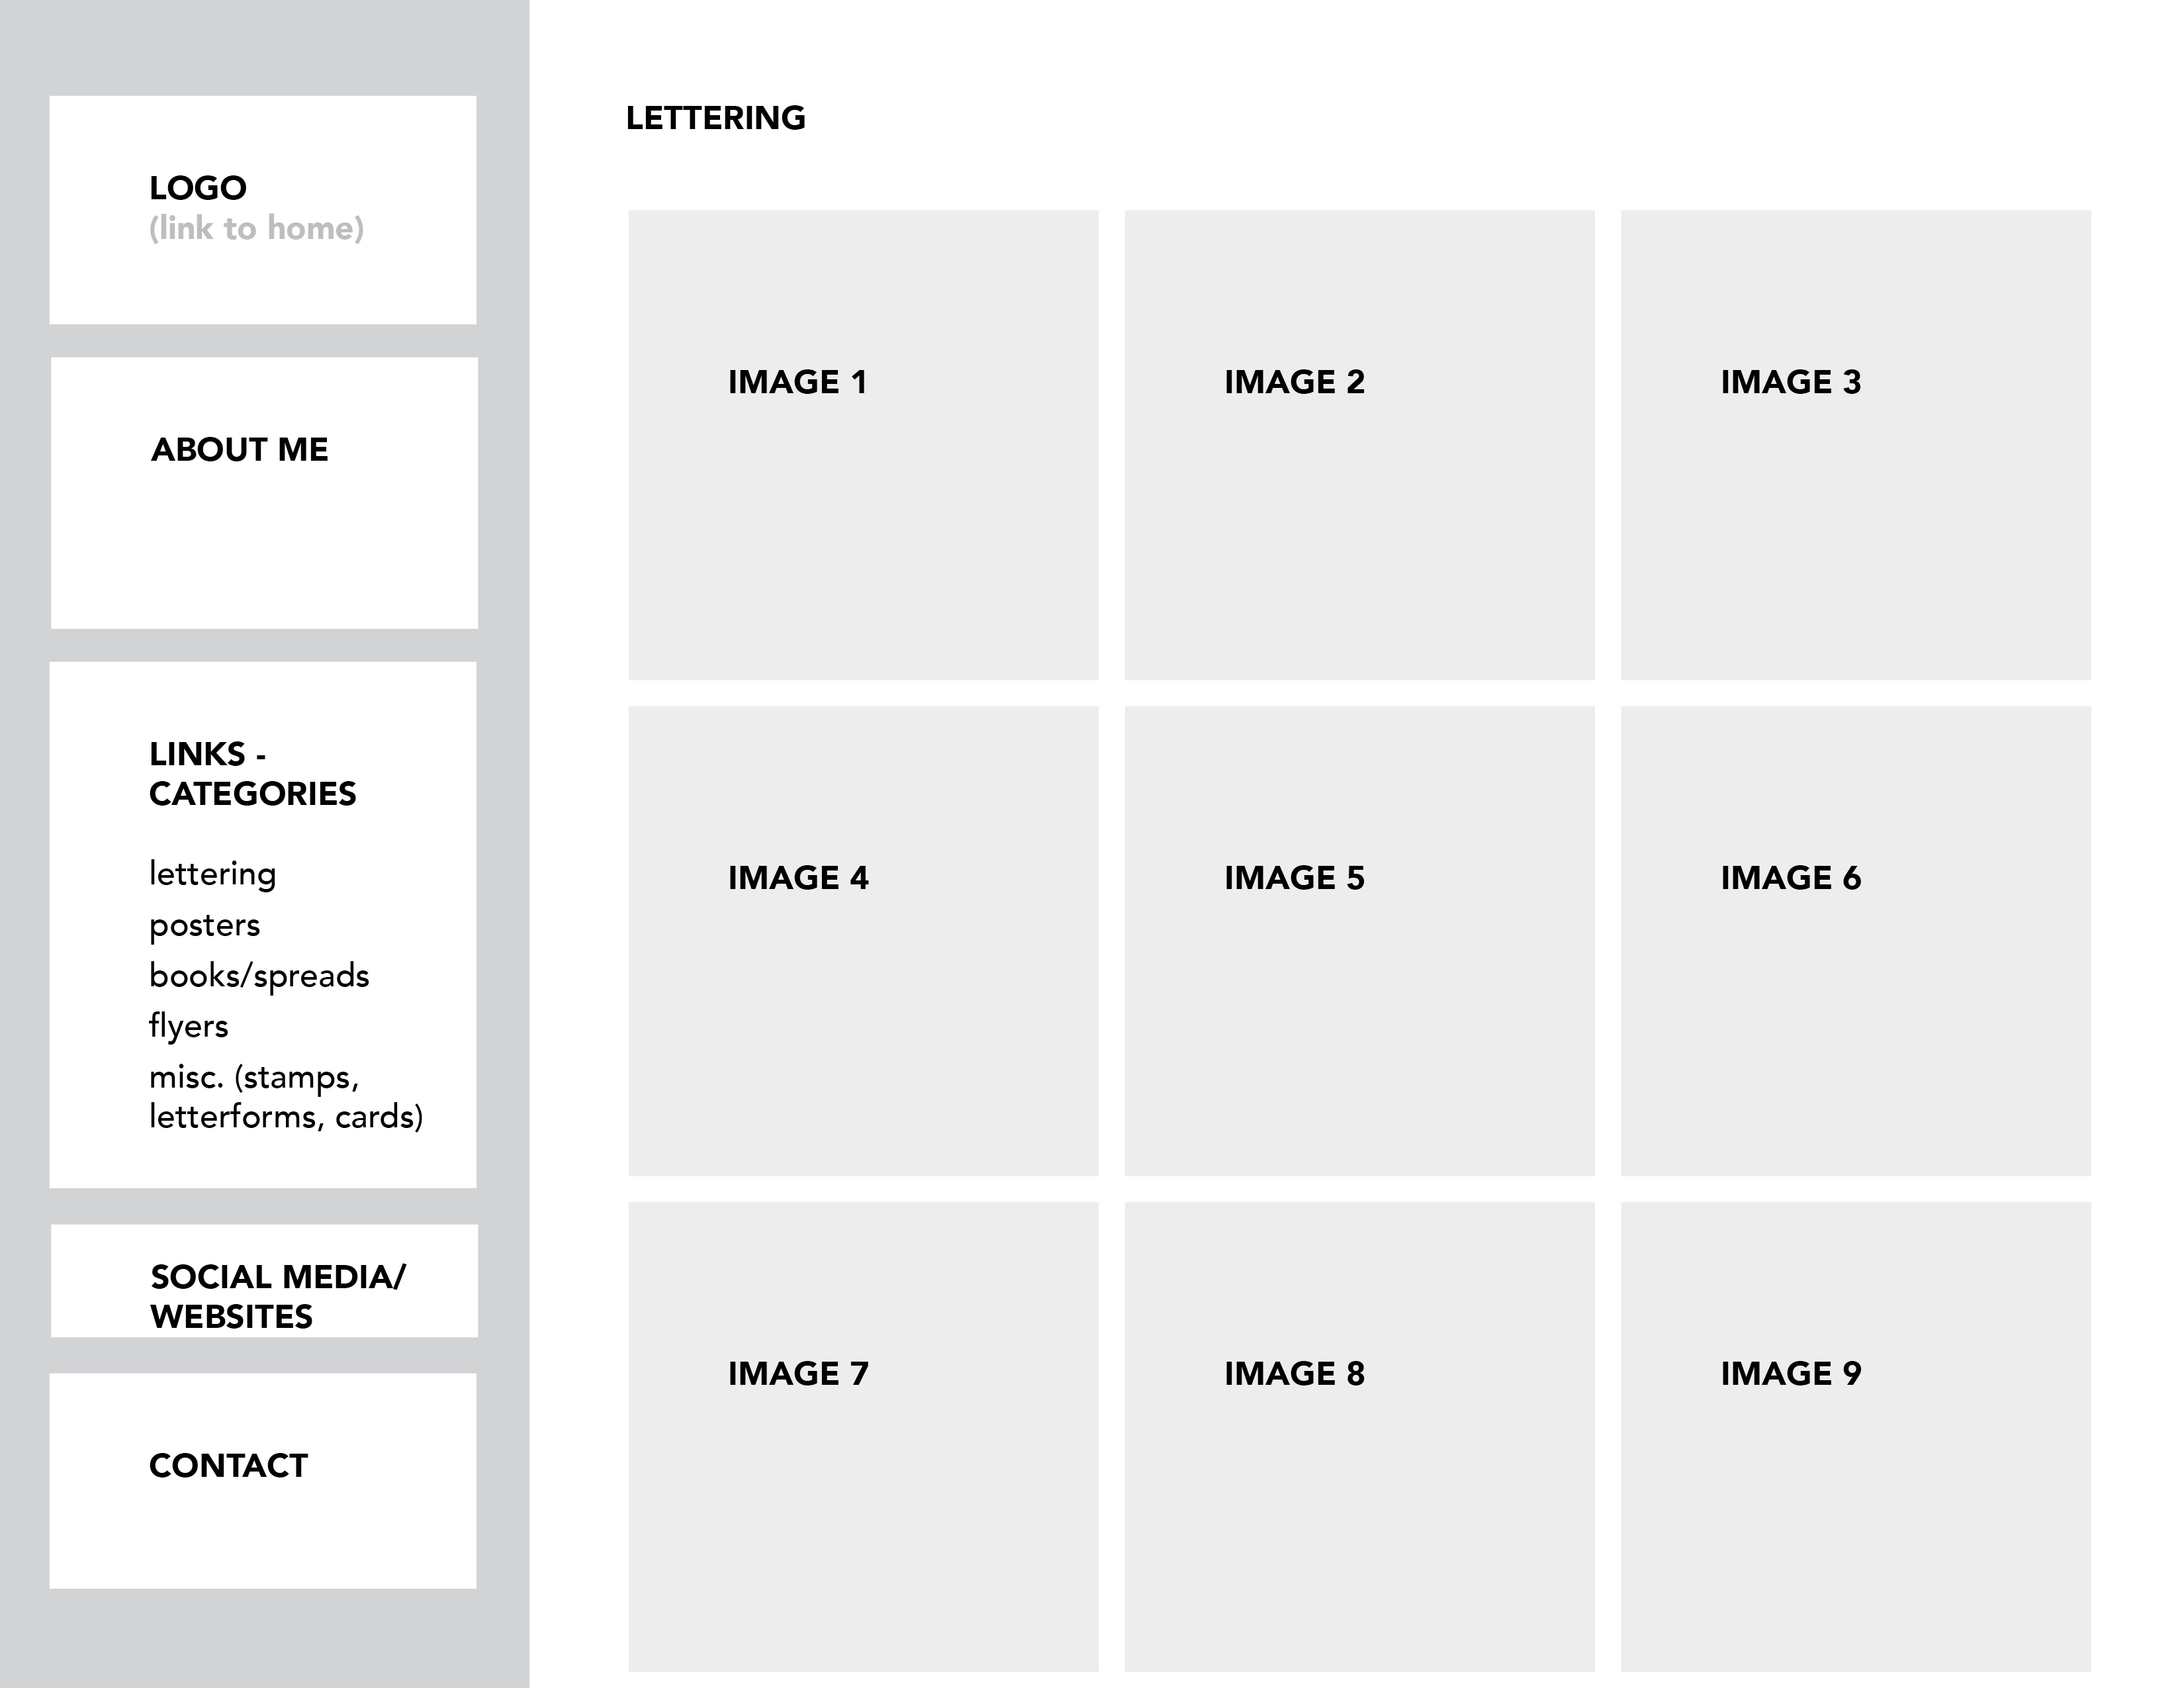 LOGO
(link to home)
ABOUT ME
LINKS -
CATEGORIES
lettering
posters
books/spreads
flyers
misc. (stamps,
letterforms, cards)
SOCIAL MEDIA/
WEBSITES
CONTACT
LETTERING
IMAGE 1
IMAGE 2
IMAGE 3
IMAGE 4
IMAGE 5
IMAGE 6
IMAGE 7
IMAGE 8
IMAGE 9